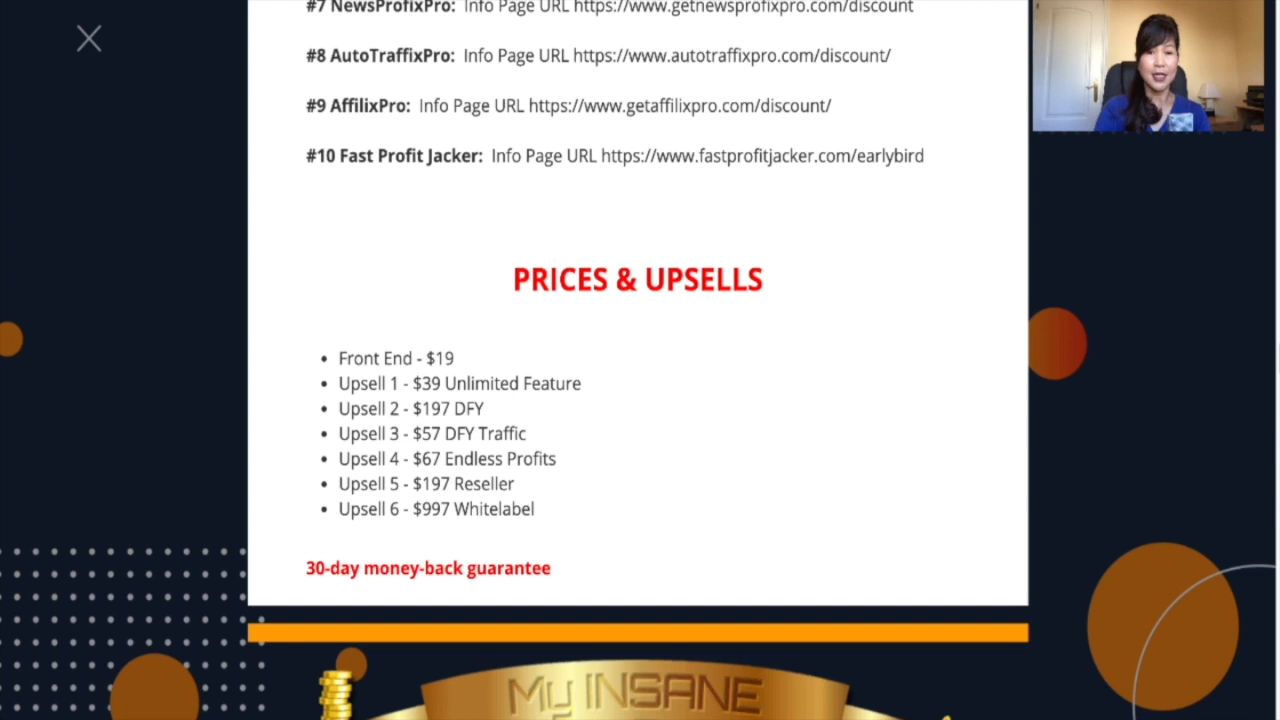 #7 NewsProfixPro: Info Page URL https://www.getnewsprofixpro.com/discount
#8 AutoTraffixPro: Info Page URL https://www.autotraffixpro.com/discount/
#9 AffilixPro: Info Page URL https://www.getaffilixpro.com/discount/
#10 Fast Profit Jacker: Info Page URL https://www.fastprofitjacker.com/earlybird
PRICES & UPSELLS
• Front End - $19
• Upsell 1 - $39 Unlimited Feature
• Upsell 2 - $197 DFY
• Upsell 3 - $57 DFY Traffic
• Upsell 4 - $67 Endless Profits
• Upsell 5 - $197 Reseller
• Upsell 6 - $997 Whitelabel
30-day money-back guarantee
My INSANE